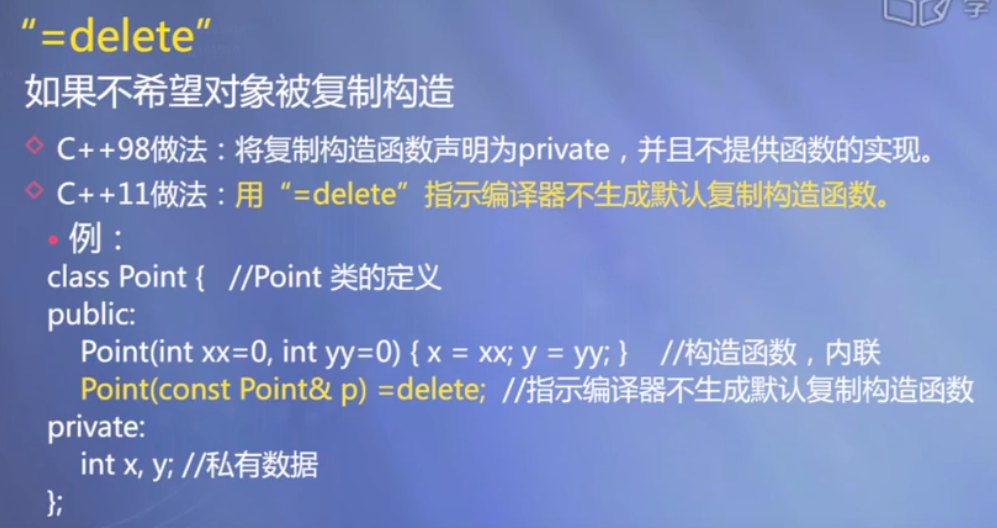 学
“=delete”
如果不希望对象被复制构造
C++98做法：将复制构造函数声明为private，并且不提供函数的实现。
C++11做法：用“=delete”指示编译器不生成默认复制构造函数。
• 例：
class Point {   //Point 类的定义
public:
Point(int xx=0, int yy=0) { x = xx; y = yy; }   //构造函数，内联
Point(const Point& p) =delete;  //指示编译器不生成默认复制构造函数
private:
int x, y; //私有数据
};